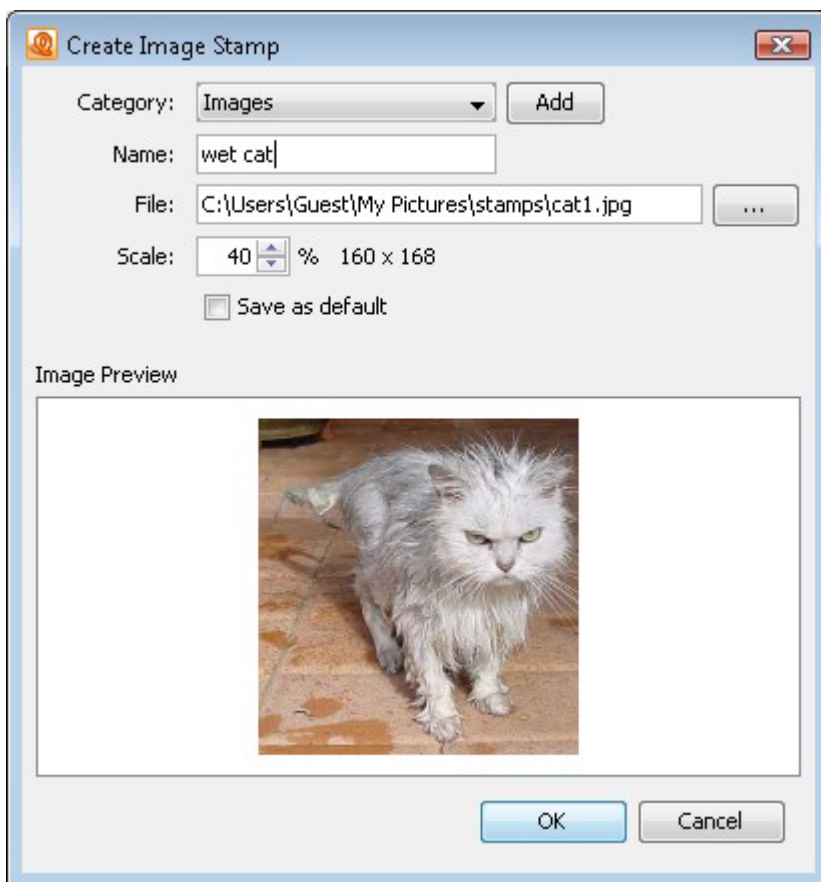 Create Image Stamp
Category: Images Add
Name: wet cat
File: C:\Users\Guest\My Pictures\stamps\cat1.jpg ...
Scale: 40 % 160 x 168
Save as default
Image Preview
OK Cancel